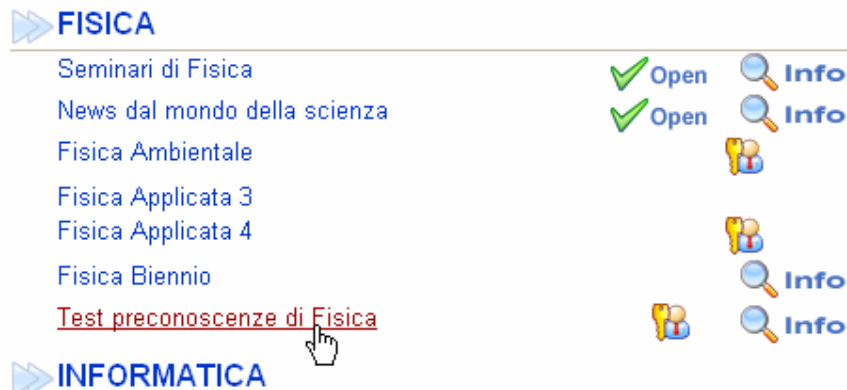 FISICA
Seminari di Fisica Open Info
News dal mondo della scienza Open Info
Fisica Ambientale
Fisica Applicata 3
Fisica Applicata 4
Fisica Biennio Info
Test preconoscenze di Fisica Info
INFORMATICA